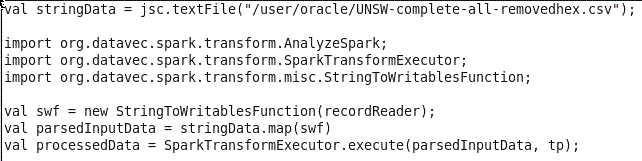 val stringData = jsc.textFile("/user/oracle/UNSW-complete-all-removedhex.csv");
import org.datavec.spark.transform.AnalyzeSpark;
import org.datavec.spark.transform.SparkTransformExecutor;
import org.datavec.spark.transform.misc.StringToWritablesFunction;
val swf = new StringToWritablesFunction(recordReader);
val parsedInputData = stringData.map(swf)
val processedData = SparkTransformExecutor.execute(parsedInputData, tp);